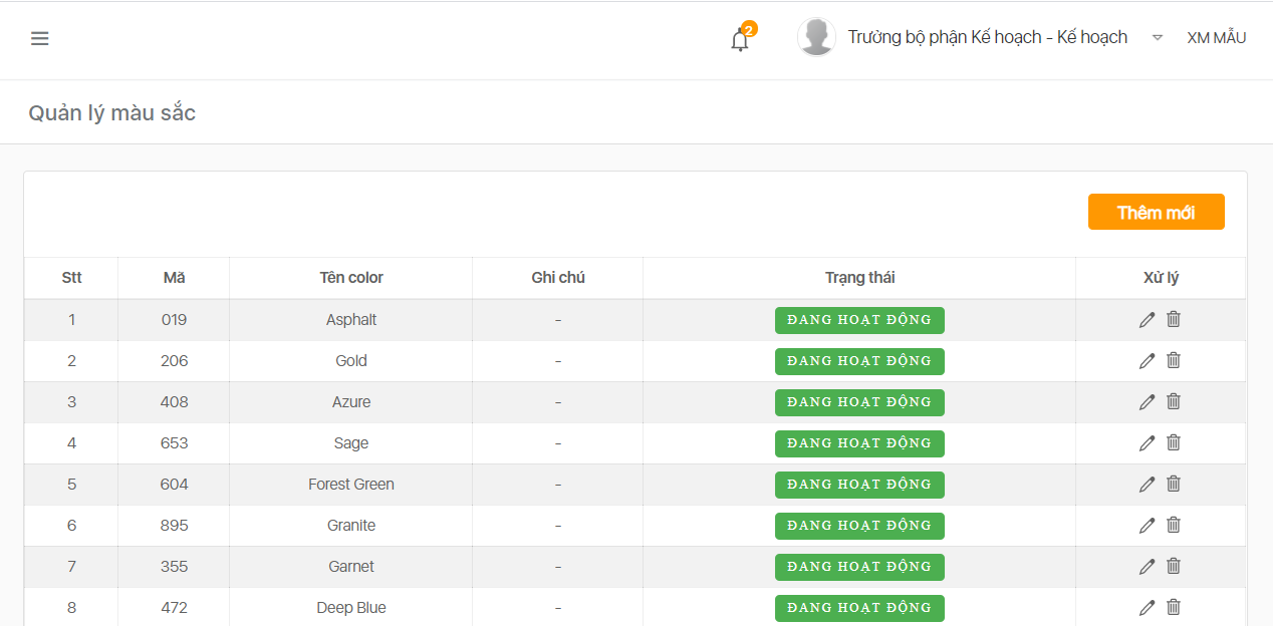 2
Trưởng bộ phận Kế hoạch - Kế hoạch XM MẪU
Quản lý màu sắc
Thêm mới
Stt Mã Tên color Ghi chú Trạng thái Xử lý
1 019 Asphalt - ĐANG HOẠT ĐỘNG
2 206 Gold - ĐANG HOẠT ĐỘNG
3 408 Azure - ĐANG HOẠT ĐỘNG
4 653 Sage - ĐANG HOẠT ĐỘNG
5 604 Forest Green - ĐANG HOẠT ĐỘNG
6 895 Granite - ĐANG HOẠT ĐỘNG
7 355 Garnet - ĐANG HOẠT ĐỘNG
8 472 Deep Blue - ĐANG HOẠT ĐỘNG